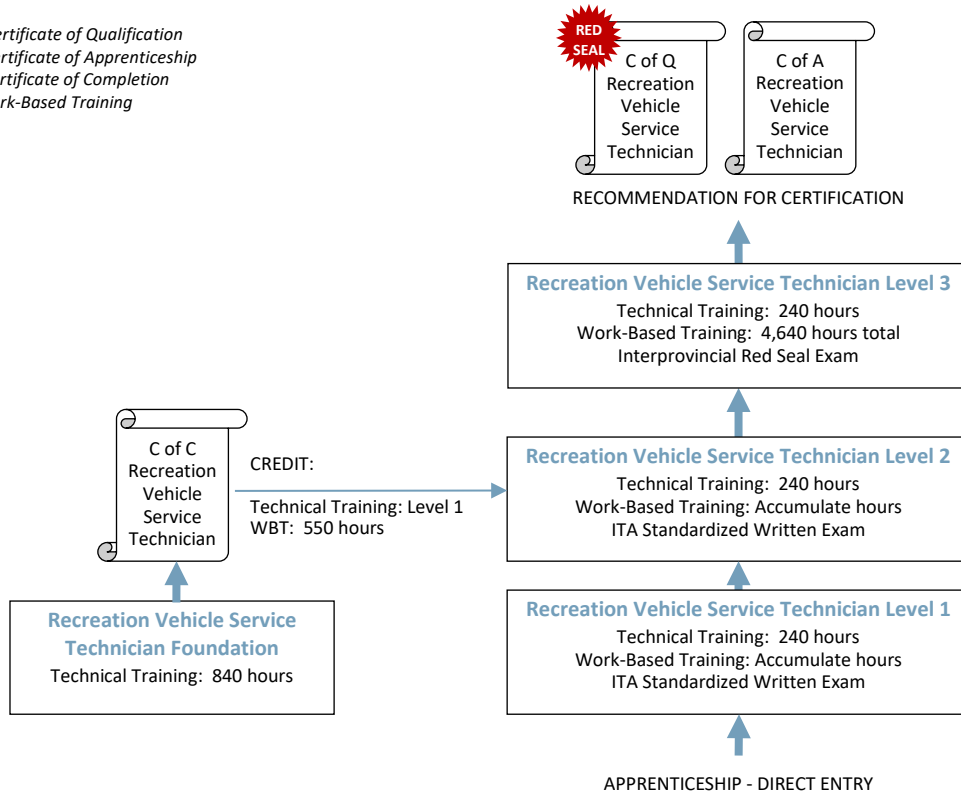 ertificate of Qualification
ertificate of Apprenticeship
ertificate of Completion
ork-Based Training
RED
SEAL
C of Q
Recreation
Vehicle
Service
Technician
C of A
Recreation
Vehicle
Service
Technician
RECOMMENDATION FOR CERTIFICATION
Recreation Vehicle Service Technician Level 3
Technical Training: 240 hours
Work-Based Training: 4,640 hours total
Interprovincial Red Seal Exam
C of C
Recreation
Vehicle
Service
Technician
CREDIT:
Technical Training: Level 1
WBT: 550 hours
Recreation Vehicle Service Technician Level 2
Technical Training: 240 hours
Work-Based Training: Accumulate hours
ITA Standardized Written Exam
Recreation Vehicle Service
Technician Foundation
Technical Training: 840 hours
Recreation Vehicle Service Technician Level 1
Technical Training: 240 hours
Work-Based Training: Accumulate hours
ITA Standardized Written Exam
APPRENTICESHIP - DIRECT ENTRY